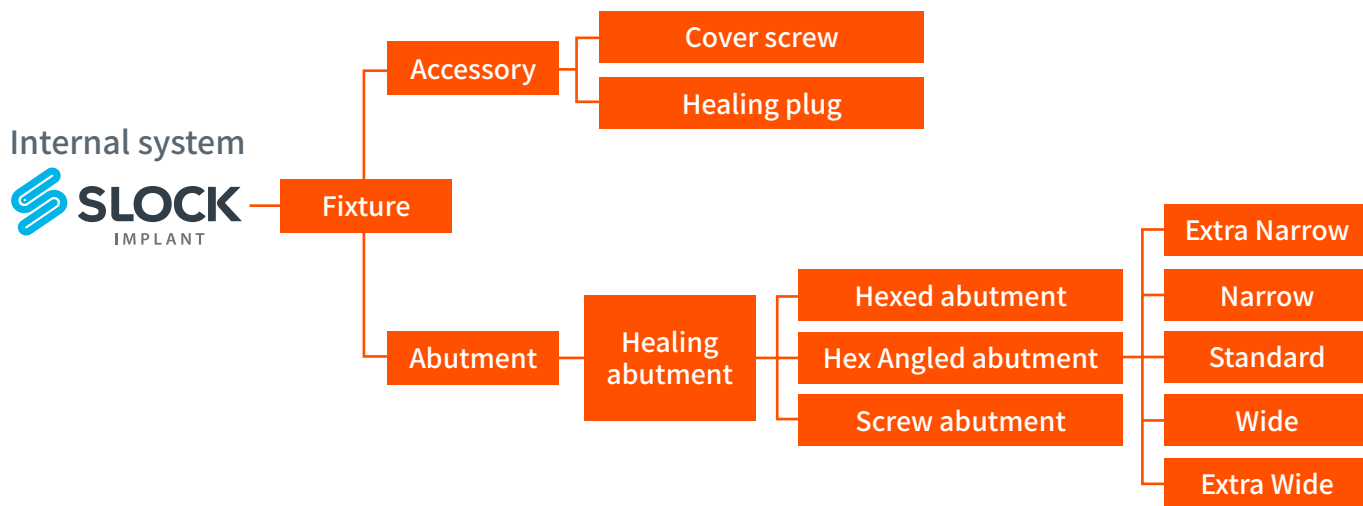 Internal system
SLOCK
IMPLANT
Fixture
Accessory
Cover screw
Healing plug
Abutment
Healing
abutment
Hexed abutment
Hex Angled abutment
Screw abutment
Extra Narrow
Narrow
Standard
Wide
Extra Wide